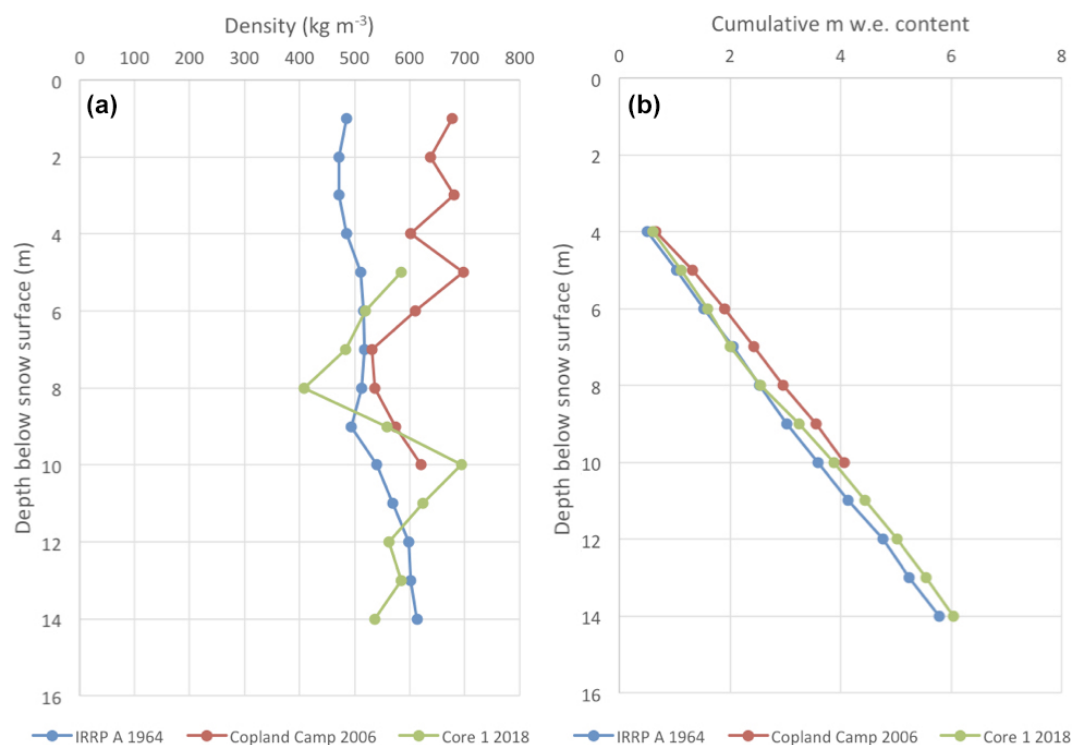 Density (kg m⁻³)
0 100 200 300 400 500 600 700 800
(a)
Depth below snow surface (m)
0
2
4
6
8
10
12
14
16
IRRP A 1964 Copland Camp 2006 Core 1 2018
Cumulative m w.e. content
0 2 4 6 8
(b)
Depth below snow surface (m)
0
2
4
6
8
10
12
14
16
IRRP A 1964 Copland Camp 2006 Core 1 2018